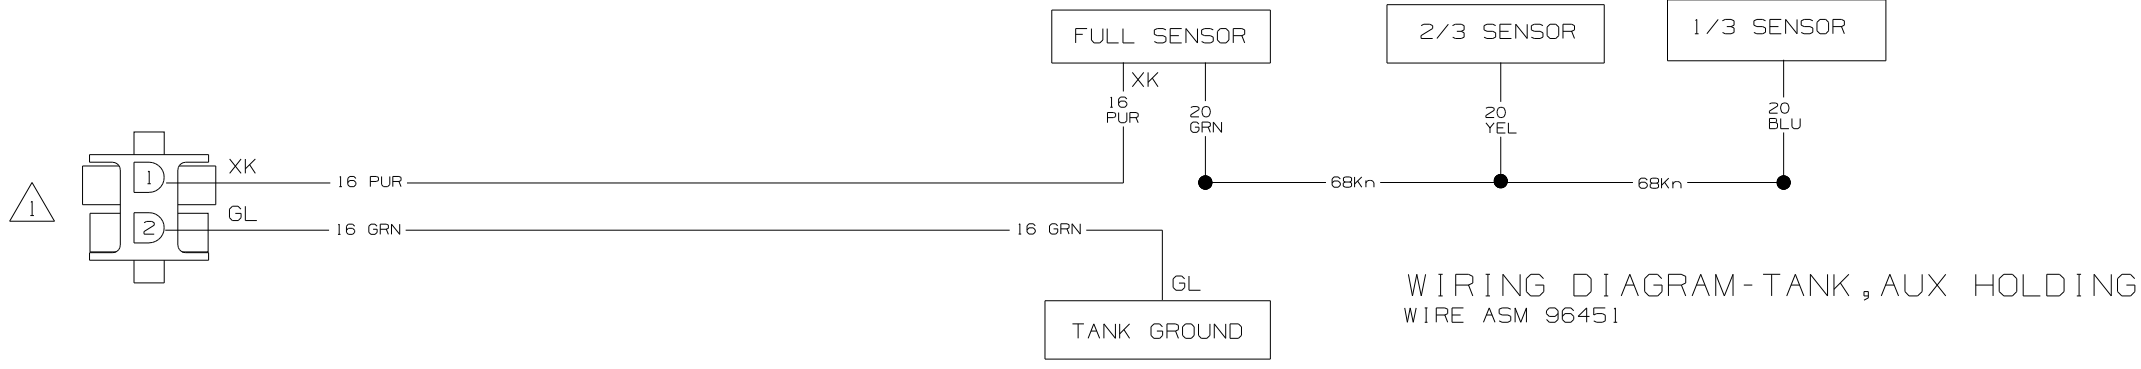 FULL SENSOR
2/3 SENSOR
1/3 SENSOR
XK
16
PUR
20
GRN
20
YEL
20
BLU
1
1
XK
16 PUR
68Kn
68Kn
2
GL
16 GRN
16 GRN
GL
TANK GROUND
WIRING DIAGRAM-TANK,AUX HOLDING
WIRE ASM 96451